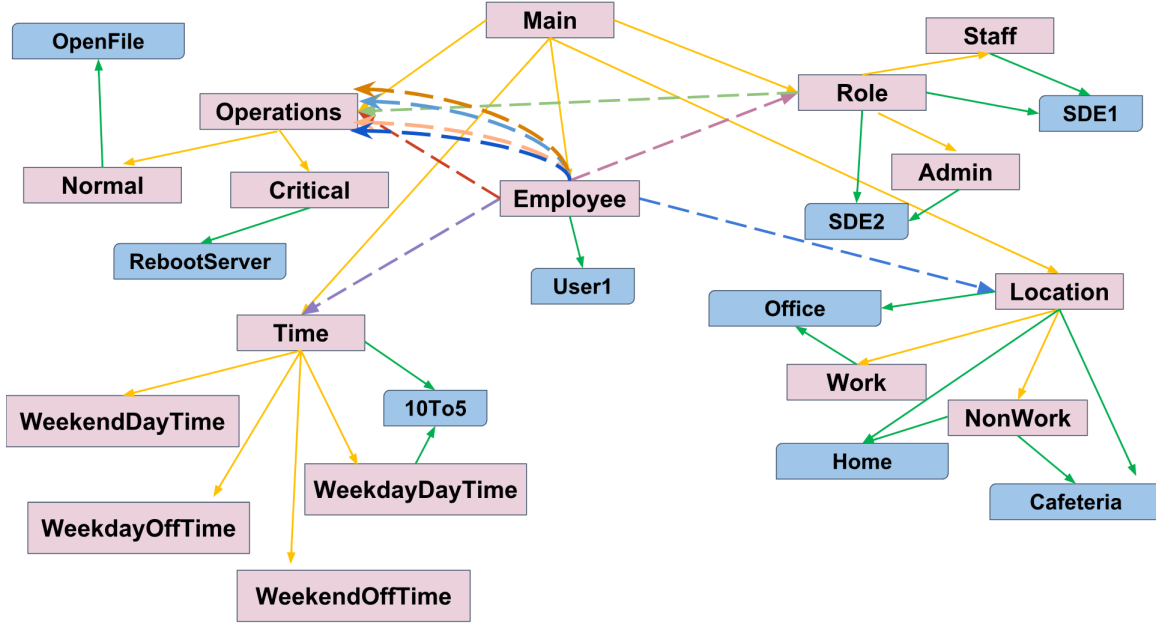 Main
Staff
OpenFile
Role
Operations
SDE1
Admin
Normal
Critical
Employee
SDE2
RebootServer
User1
Location
Office
Time
Work
10To5
WeekendDayTime
NonWork
Home
WeekdayDayTime
Cafeteria
WeekdayOffTime
WeekendOffTime